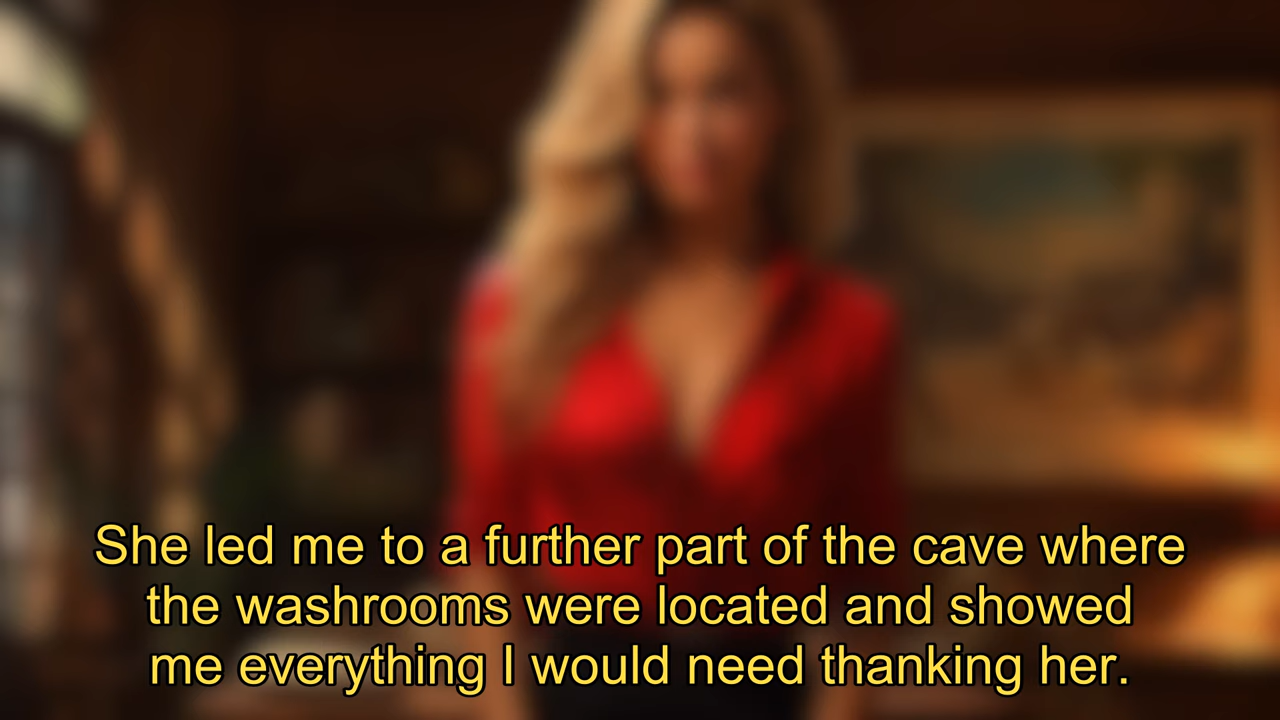 She led me to a further part of the cave where
the washrooms were located and showed
me everything I would need thanking her.